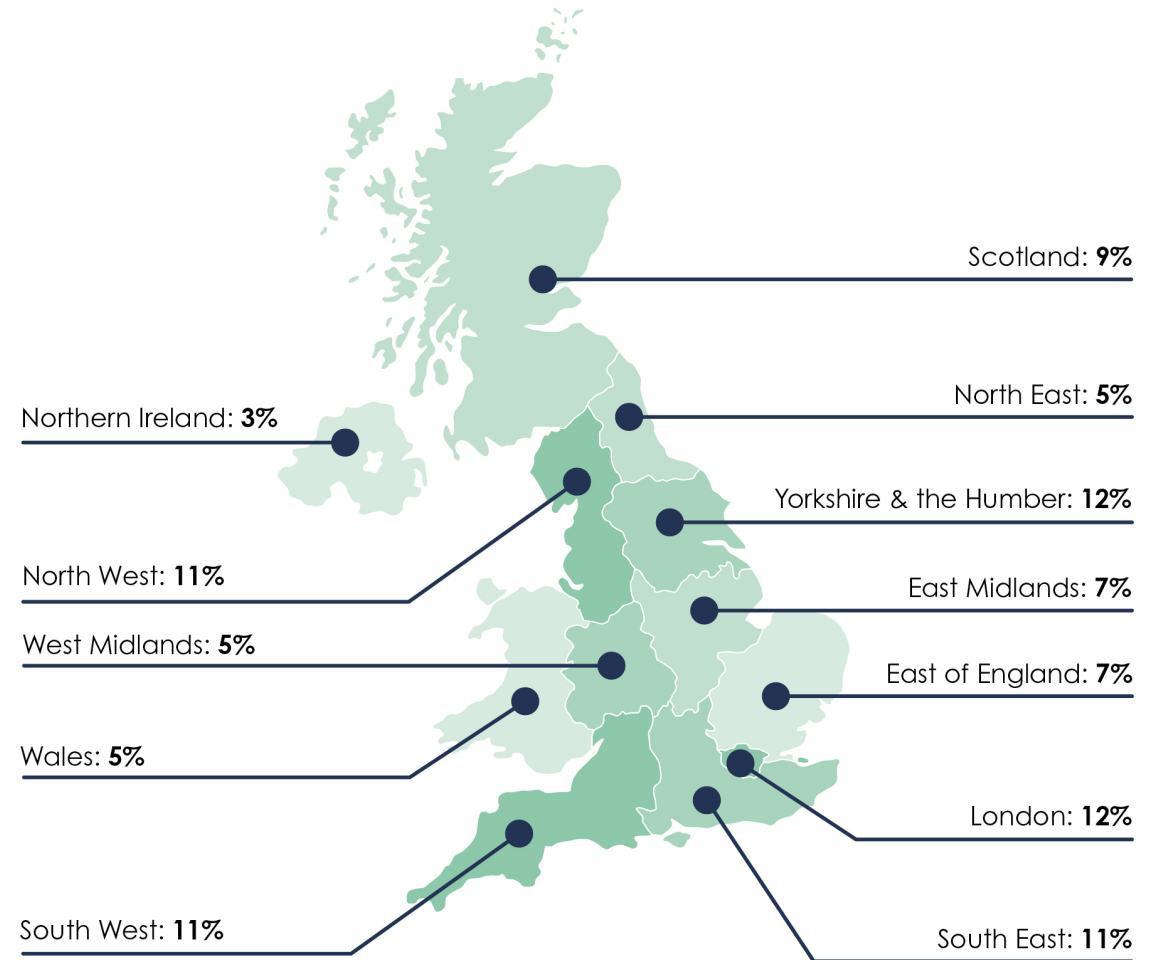 Scotland: 9%
North East: 5%
Northern Ireland: 3%
Yorkshire & the Humber: 12%
North West: 11%
East Midlands: 7%
West Midlands: 5%
East of England: 7%
Wales: 5%
London: 12%
South West: 11%
South East: 11%